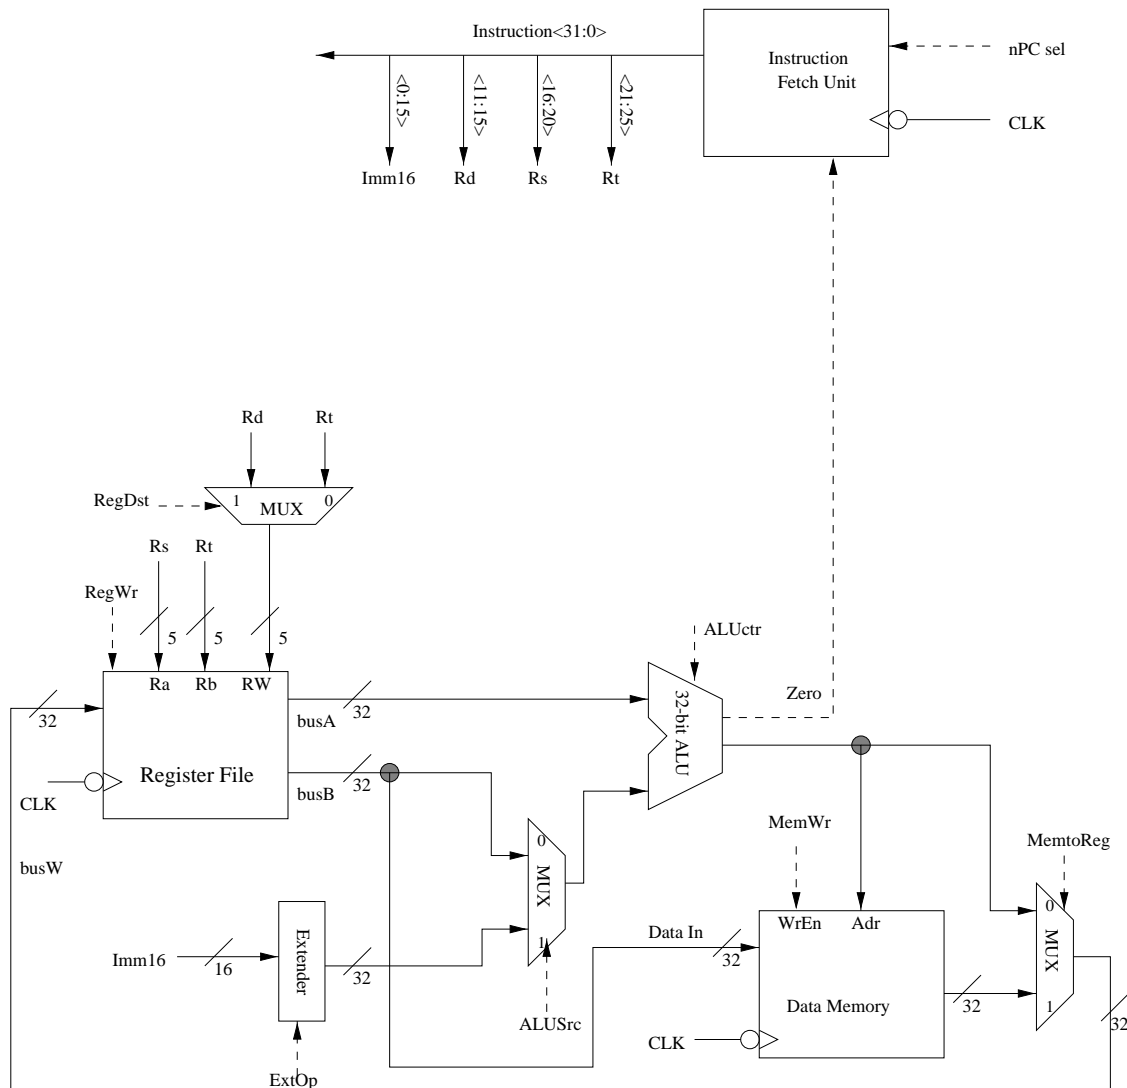 Instruction<31:0>
Instruction
Fetch Unit
nPC sel
CLK
<0:15>
<11:15>
<16:20>
<21:25>
Imm16
Rd
Rs
Rt
Rd
Rt
RegDst
1
MUX
0
Rs
Rt
RegWr
5
5
5
ALUctr
Ra
Rb
RW
32
busA
32
32-bit ALU
Zero
Register File
busB
32
CLK
busW
0
MUX
1
MemWr
MemtoReg
WrEn
Adr
0
MUX
1
Data In
32
Imm16
16
Extender
32
Data Memory
32
32
ALUSrc
CLK
ExtOp